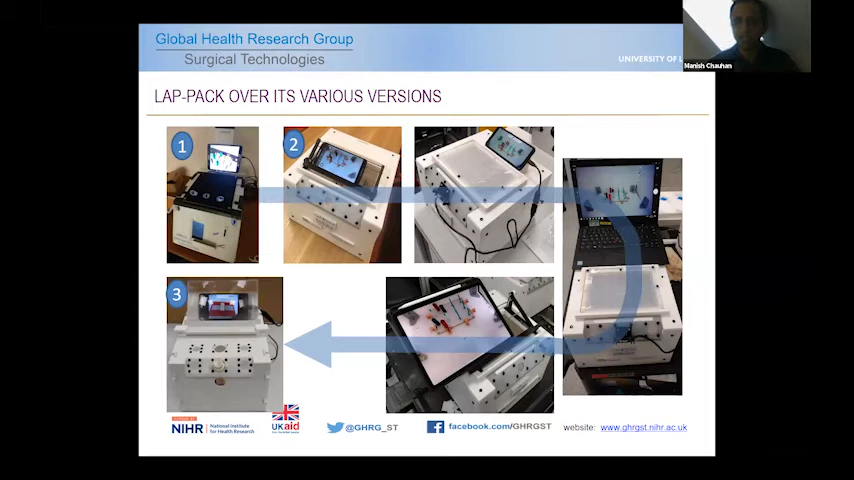 Global Health Research Group
Surgical Technologies
UNIVERSITY OF L
Manish Chauhan
LAP-PACK OVER ITS VARIOUS VERSIONS
1
2
3
NIHR | National Institute
for Health Research
UKaid
@GHRG_ST
facebook.com/GHRGST
website: www.ghrgst.nihr.ac.uk